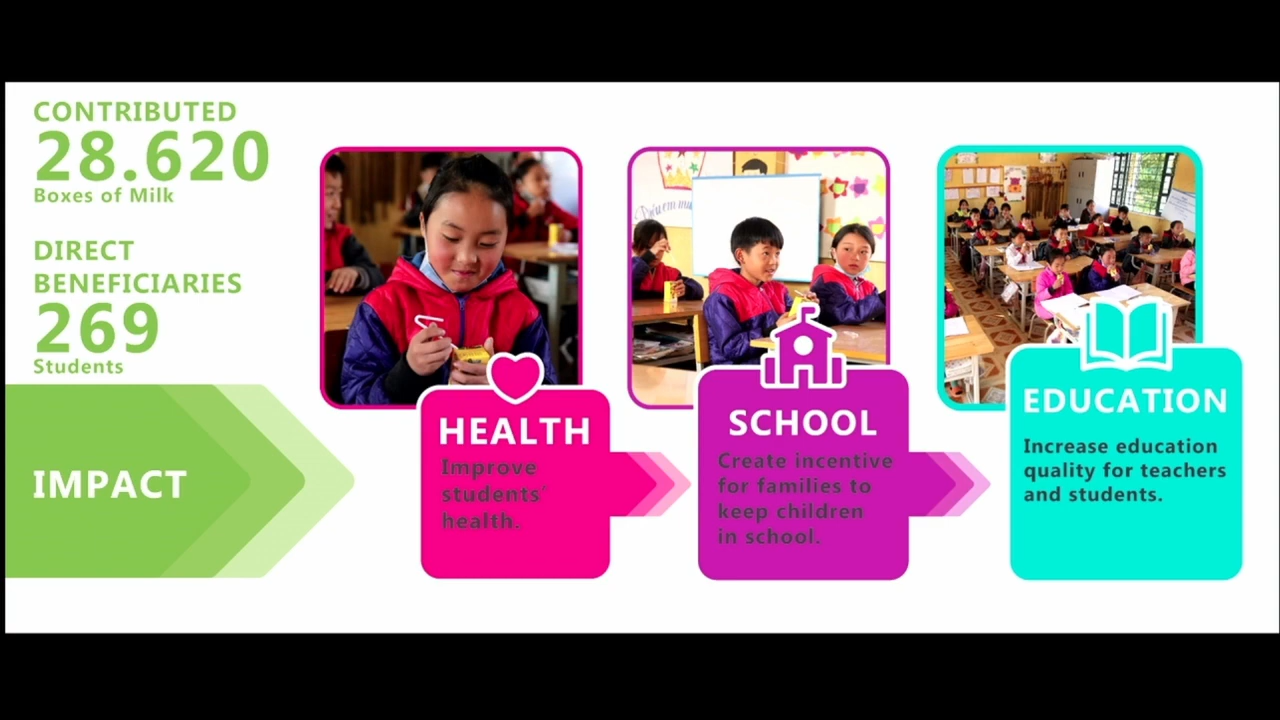 CONTRIBUTED
28.620
Boxes of Milk
DIRECT
BENEFICIARIES
269
Students
IMPACT
HEALTH
Improve
students'
health.
SCHOOL
Create incentive
for families to
keep children
in school.
EDUCATION
Increase education
quality for teachers
and students.